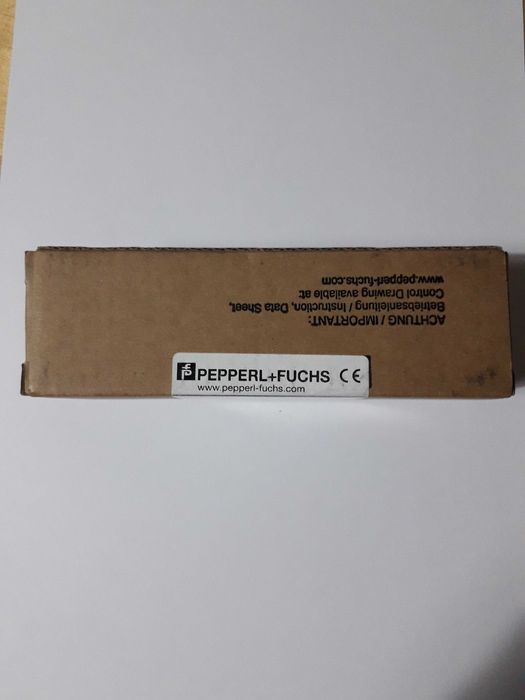 ACHTUNG / IMPORTANT:
Betriebsanleitung / Instruction, Data Sheet,
Control Drawing available at:
www.pepperl-fuchs.com
PEPPERL+FUCHS CE
www.pepperl-fuchs.com